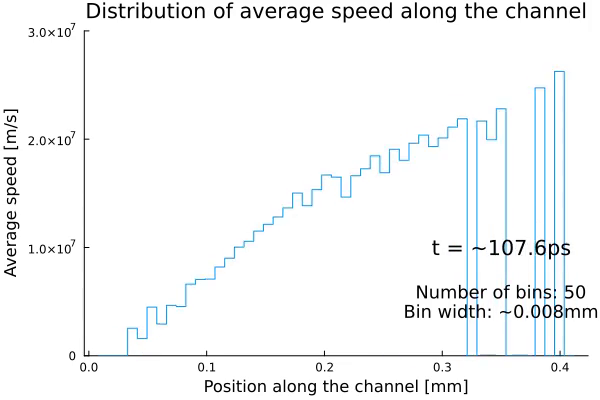 Distribution of average speed along the channel
3.0×10⁷
2.0×10⁷
1.0×10⁷
0
Average speed [m/s]
t = ~107.6ps
Number of bins: 50
Bin width: ~0.008mm
0.0 0.1 0.2 0.3 0.4
Position along the channel [mm]